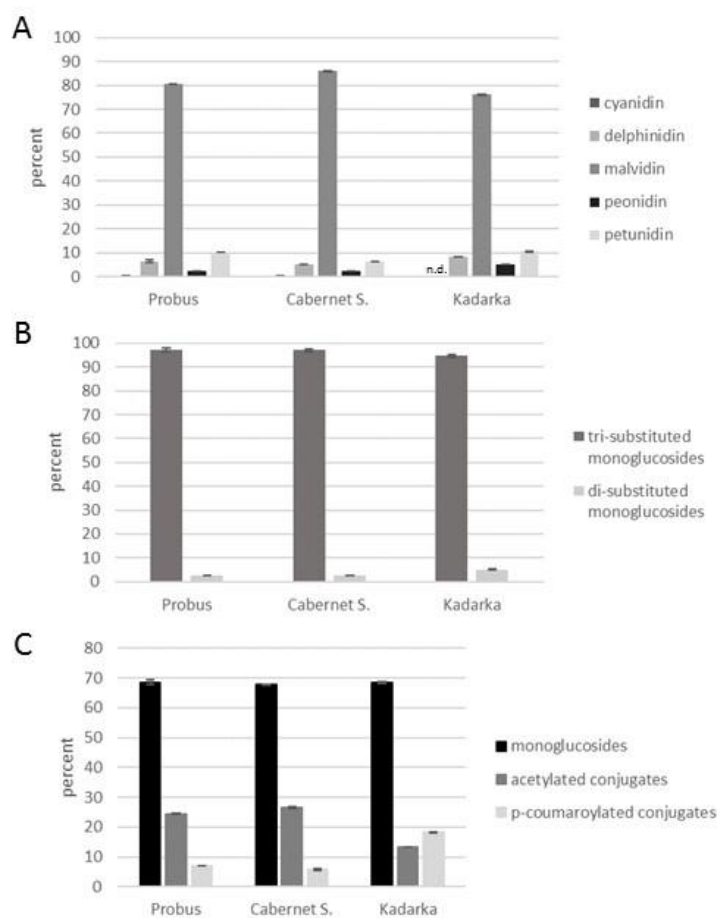 A
100
90
80
70
60
50
40
30
20
10
0
percent
n.d.
Probus
Cabernet S.
Kadarka
cyanidin
delphinidin
malvidin
peonidin
petunidin
B
100
90
80
70
60
50
40
30
20
10
0
percent
Probus
Cabernet S.
Kadarka
tri-substituted
monoglucosides
di-substituted
monoglucosides
C
80
70
60
50
40
30
20
10
0
percent
Probus
Cabernet S.
Kadarka
monoglucosides
acetylated conjugates
p-coumaroylated conjugates